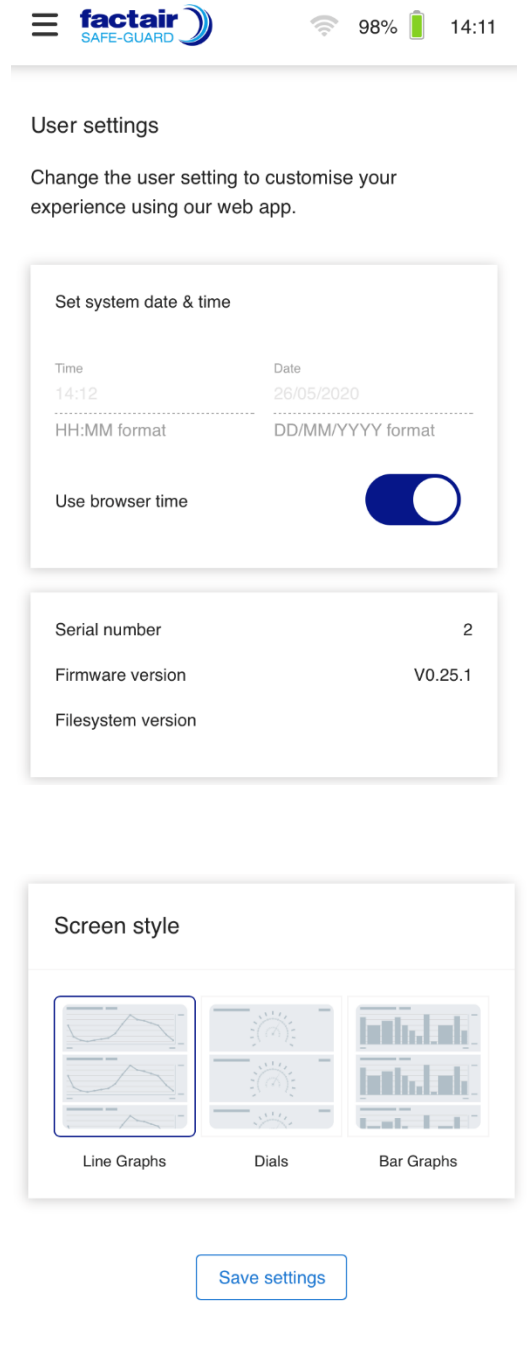 factair
SAFE-GUARD
98%
14:11
User settings
Change the user setting to customise your
experience using our web app.
Set system date & time
Time
Date
14:12
26/05/2020
HH:MM format
DD/MM/YYYY format
Use browser time
Serial number
2
Firmware version
V0.25.1
Filesystem version
Screen style
Line Graphs
Dials
Bar Graphs
Save settings